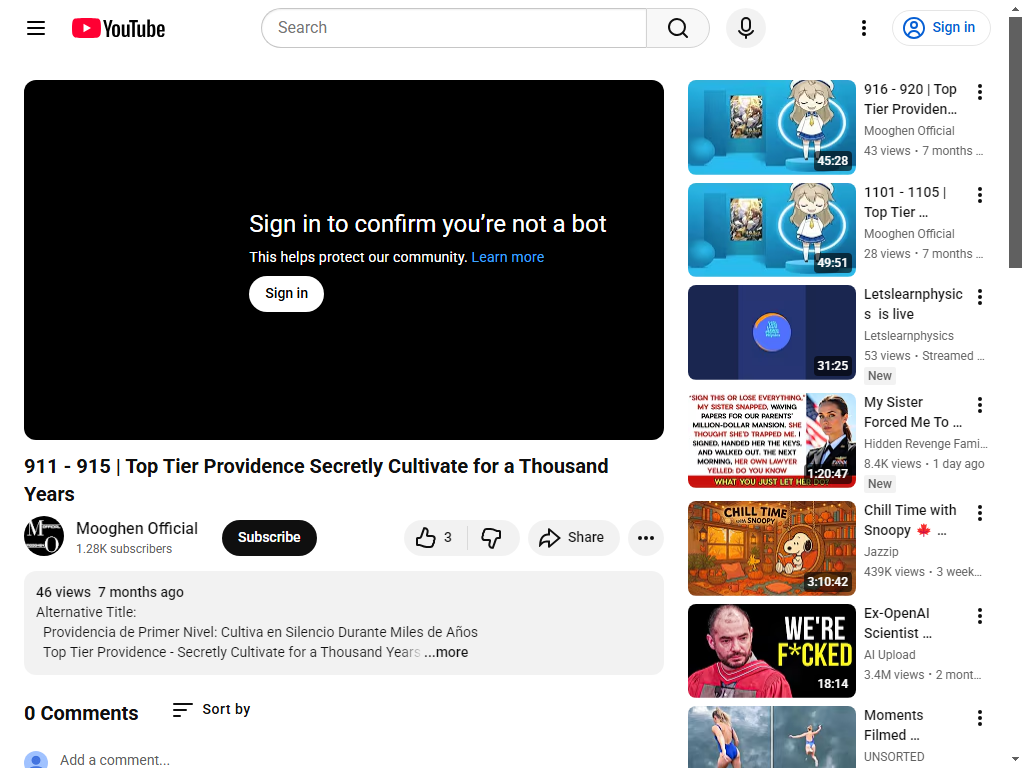 YouTube
Search
Sign in
Sign in to confirm you're not a bot
This helps protect our community. Learn more
Sign in
911 - 915 | Top Tier Providence Secretly Cultivate for a Thousand
Years
Mooghen Official
1.28K subscribers
Subscribe
3
Share
46 views 7 months ago
Alternative Title:
Providencia de Primer Nivel: Cultiva en Silencio Durante Miles de Años
Top Tier Providence - Secretly Cultivate for a Thousand Years ...more
0 Comments
Sort by
Add a comment...
45:28
916 - 920 | Top
Tier Providen...
Mooghen Official
43 views • 7 months ...
49:51
1101 - 1105 |
Top Tier ...
Mooghen Official
28 views • 7 months ...
31:25
Letslearnphysic
s is live
Letslearnphysics
53 views • Streamed ...
New
"SIGN THIS OR LOSE EVERYTHING,"
MY SISTER SNAPPED, WAVING
PAPERS FOR OUR PARENTS'
MILLION-DOLLAR MANSION. SHE
THOUGHT SHE'D TRAPPED ME. I
SIGNED, HANDED HER THE KEYS,
AND WALKED OUT. THE NEXT
MORNING, HER OWN LAWYER
YELLED: DO YOU KNOW
WHAT YOU JUST LET HER DO?
1:20:47
My Sister
Forced Me To ...
Hidden Revenge Fami...
8.4K views • 1 day ago
New
CHILL TIME
WITH SNOOPY
3:10:42
Chill Time with
Snoopy 🍁 ...
Jazzip
439K views • 3 week...
WE'RE
F*CKED
18:14
Ex-OpenAI
Scientist ...
AI Upload
3.4M views • 2 mont...
Moments
Filmed ...
UNSORTED